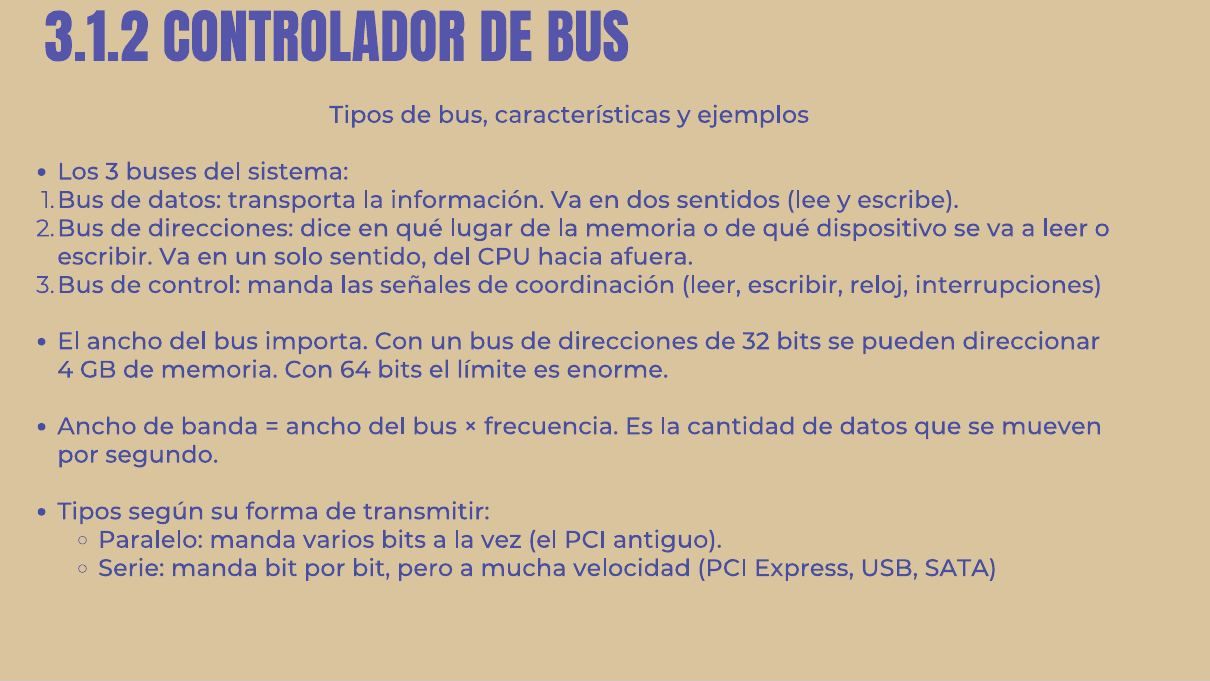 3.1.2 CONTROLADOR DE BUS
Tipos de bus, características y ejemplos
• Los 3 buses del sistema:
1. Bus de datos: transporta la información. Va en dos sentidos (lee y escribe).
2. Bus de direcciones: dice en qué lugar de la memoria o de qué dispositivo se va a leer o
escribir. Va en un solo sentido, del CPU hacia afuera.
3. Bus de control: manda las señales de coordinación (leer, escribir, reloj, interrupciones)
• El ancho del bus importa. Con un bus de direcciones de 32 bits se pueden direccionar
4 GB de memoria. Con 64 bits el límite es enorme.
• Ancho de banda = ancho del bus × frecuencia. Es la cantidad de datos que se mueven
por segundo.
• Tipos según su forma de transmitir:
◦ Paralelo: manda varios bits a la vez (el PCI antiguo).
◦ Serie: manda bit por bit, pero a mucha velocidad (PCI Express, USB, SATA)